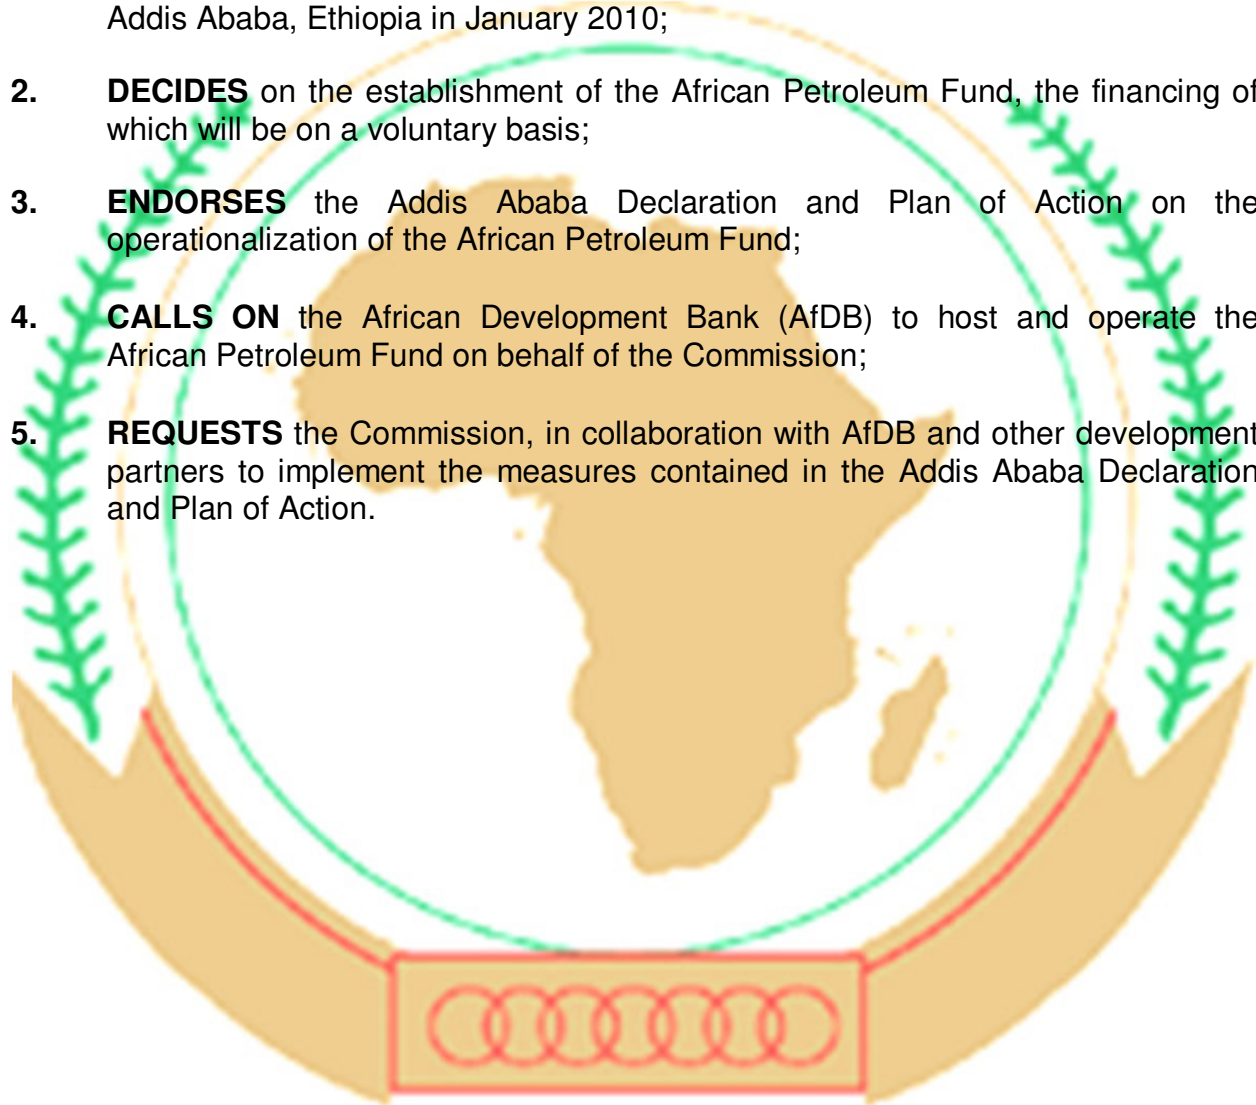 Addis Ababa, Ethiopia in January 2010;
2. DECIDES on the establishment of the African Petroleum Fund, the financing of
which will be on a voluntary basis;
3. ENDORSES the Addis Ababa Declaration and Plan of Action on the
operationalization of the African Petroleum Fund;
4. CALLS ON the African Development Bank (AfDB) to host and operate the
African Petroleum Fund on behalf of the Commission;
5. REQUESTS the Commission, in collaboration with AfDB and other development
partners to implement the measures contained in the Addis Ababa Declaration
and Plan of Action.